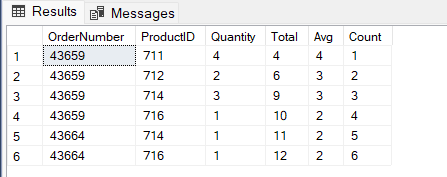 Results Messages
OrderNumber ProductID Quantity Total Avg Count
1 43659 711 4 4 4 1
2 43659 712 2 6 3 2
3 43659 714 3 9 3 3
4 43659 716 1 10 2 4
5 43664 714 1 11 2 5
6 43664 716 1 12 2 6